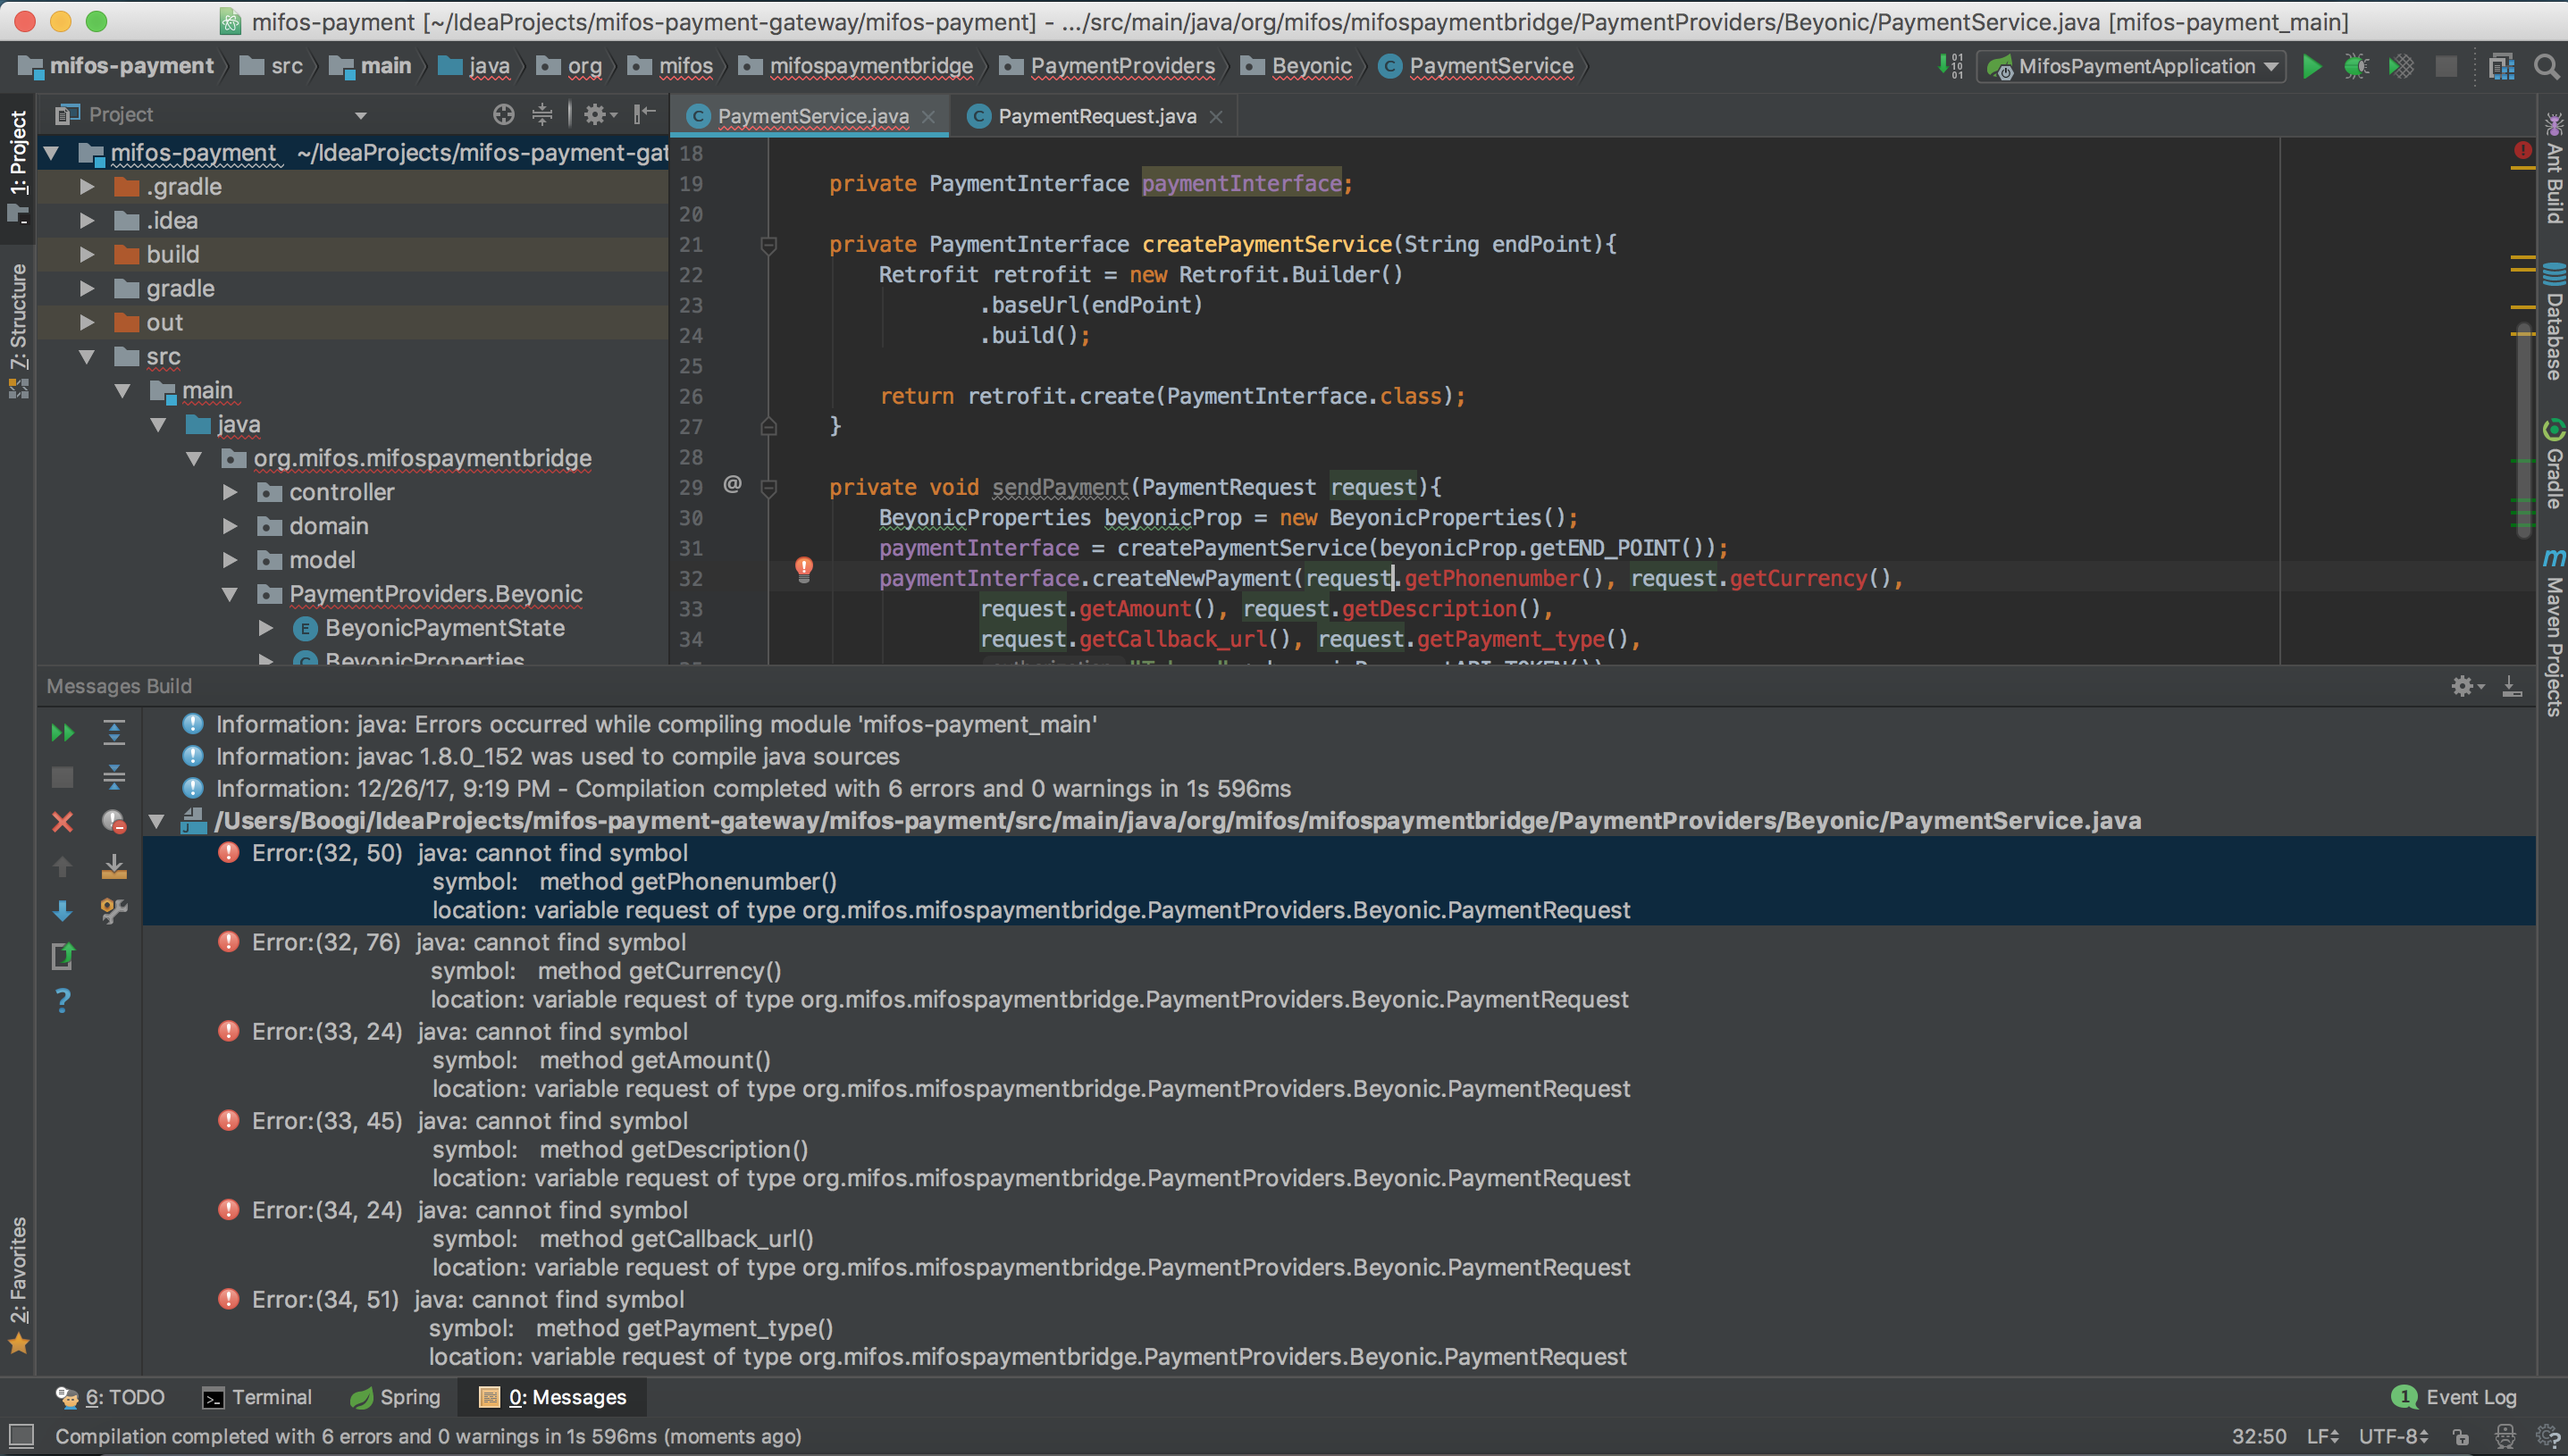 mifos-payment [~/IdeaProjects/mifos-payment-gateway/mifos-payment] - .../src/main/java/org/mifos/mifospaymentbridge/PaymentProviders/Beyonic/PaymentService.java [mifos-payment_main]
mifos-payment src main java org mifos mifospaymentbridge PaymentProviders Beyonic PaymentService MifosPaymentApplication
1: Project
Z: Structure
2: Favorites
Project
mifos-payment ~/IdeaProjects/mifos-payment-gat
.gradle
.idea
build
gradle
out
src
main
java
org.mifos.mifospaymentbridge
controller
domain
model
PaymentProviders.Beyonic
BeyonicPaymentState
BeyonicProperties
PaymentService.java PaymentRequest.java
18
19 private PaymentInterface paymentInterface;
20
21 private PaymentInterface createPaymentService(String endPoint){
22 Retrofit retrofit = new Retrofit.Builder()
23 .baseUrl(endPoint)
24 .build();
25
26 return retrofit.create(PaymentInterface.class);
27 }
28
29 @ private void sendPayment(PaymentRequest request){
30 BeyonicProperties beyonicProp = new BeyonicProperties();
31 paymentInterface = createPaymentService(beyonicProp.getEND_POINT());
32 paymentInterface.createNewPayment(request.getPhonenumber(), request.getCurrency(),
33 request.getAmount(), request.getDescription(),
34 request.getCallback_url(), request.getPayment_type(),
Ant Build
Database
Gradle
Maven Projects
Messages Build
Information: java: Errors occurred while compiling module 'mifos-payment_main'
Information: javac 1.8.0_152 was used to compile java sources
Information: 12/26/17, 9:19 PM - Compilation completed with 6 errors and 0 warnings in 1s 596ms
/Users/Boogi/IdeaProjects/mifos-payment-gateway/mifos-payment/src/main/java/org/mifos/mifospaymentbridge/PaymentProviders/Beyonic/PaymentService.java
Error:(32, 50) java: cannot find symbol
symbol: method getPhonenumber()
location: variable request of type org.mifos.mifospaymentbridge.PaymentProviders.Beyonic.PaymentRequest
Error:(32, 76) java: cannot find symbol
symbol: method getCurrency()
location: variable request of type org.mifos.mifospaymentbridge.PaymentProviders.Beyonic.PaymentRequest
Error:(33, 24) java: cannot find symbol
symbol: method getAmount()
location: variable request of type org.mifos.mifospaymentbridge.PaymentProviders.Beyonic.PaymentRequest
Error:(33, 45) java: cannot find symbol
symbol: method getDescription()
location: variable request of type org.mifos.mifospaymentbridge.PaymentProviders.Beyonic.PaymentRequest
Error:(34, 24) java: cannot find symbol
symbol: method getCallback_url()
location: variable request of type org.mifos.mifospaymentbridge.PaymentProviders.Beyonic.PaymentRequest
Error:(34, 51) java: cannot find symbol
symbol: method getPayment_type()
location: variable request of type org.mifos.mifospaymentbridge.PaymentProviders.Beyonic.PaymentRequest
6: TODO Terminal Spring 0: Messages 1 Event Log
Compilation completed with 6 errors and 0 warnings in 1s 596ms (moments ago) 32:50 LF UTF-8